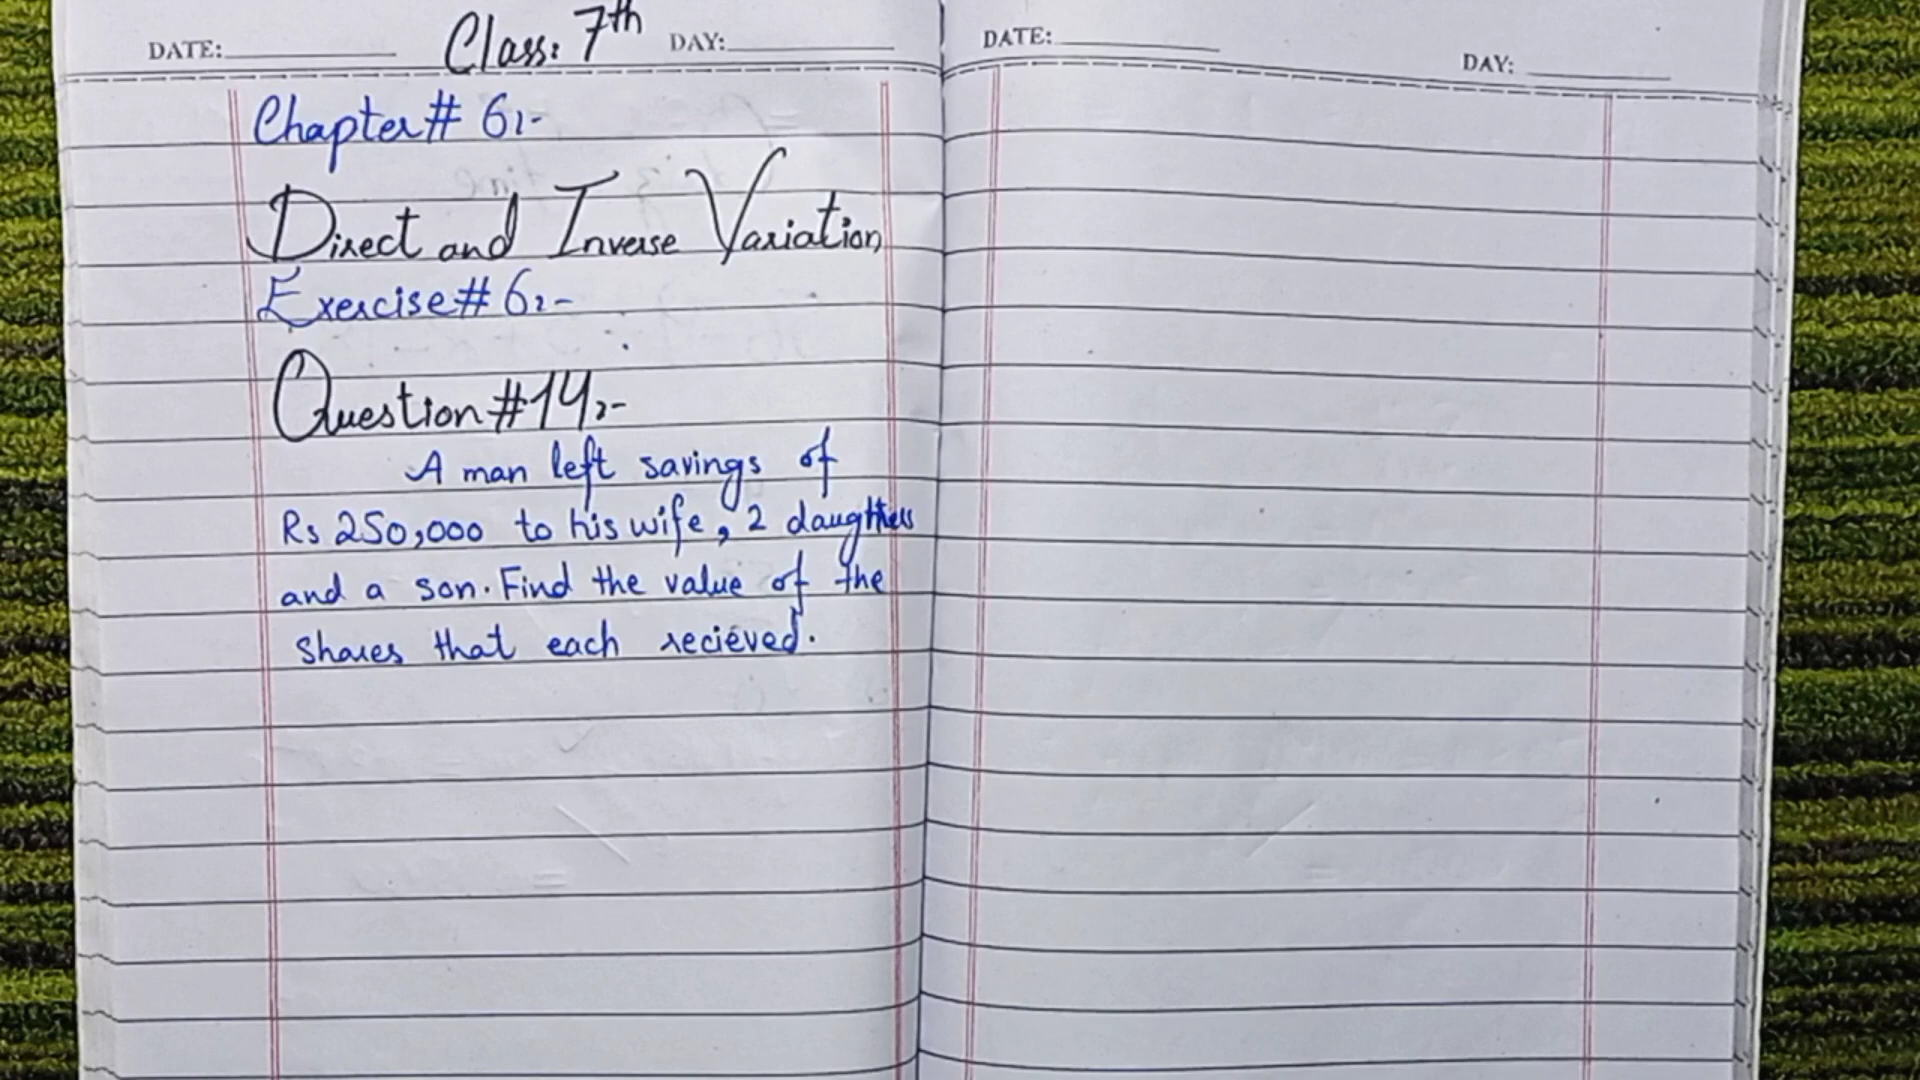 DATE: Class: 7th DAY:
Chapter# 6:-
Direct and Inverse Variation
Exercise# 6:-
Question#14:-
A man left savings of
Rs 250,000 to his wife, 2 daugthers
and a son. Find the value of the
shares that each recieved.
DATE:
DAY: